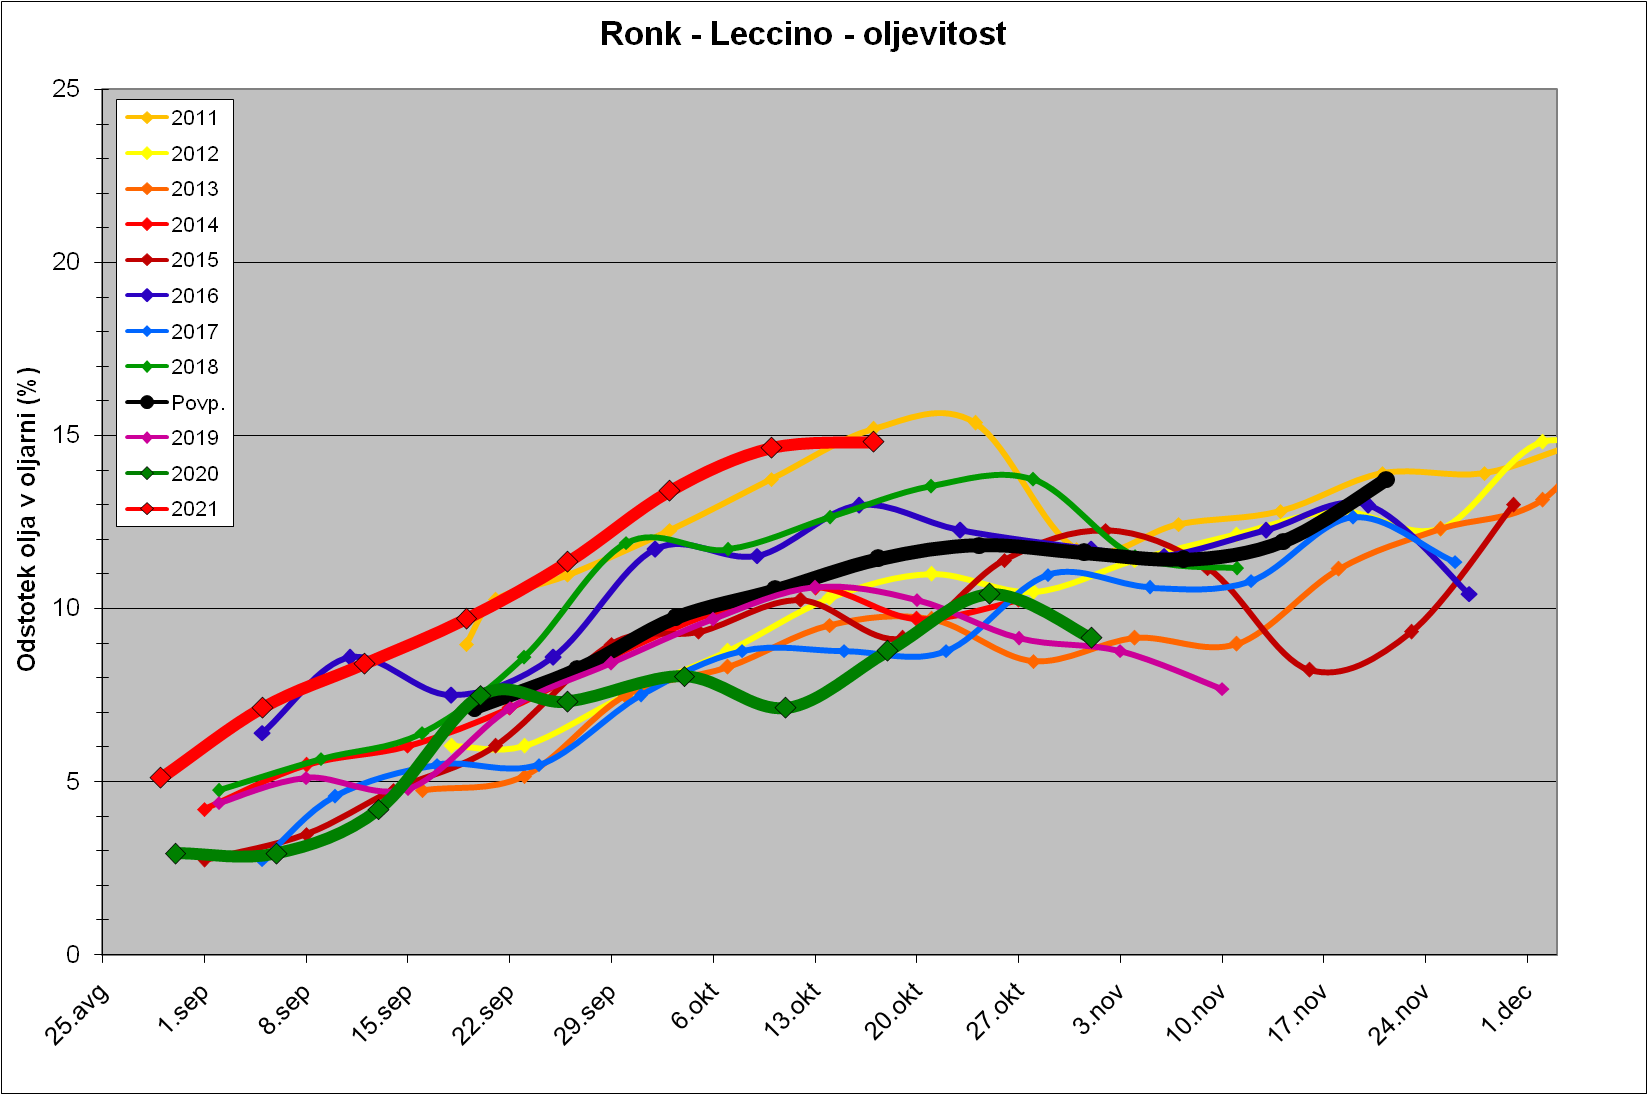 Ronk - Leccino - oljevitost
Odstotek olja v oljarni (%)
25
20
15
10
5
0
2011
2012
2013
2014
2015
2016
2017
2018
Povp.
2019
2020
2021
25.avg
1.sep
8.sep
15.sep
22.sep
29.sep
6.okt
13.okt
20.okt
27.okt
3.nov
10.nov
17.nov
24.nov
1.dec